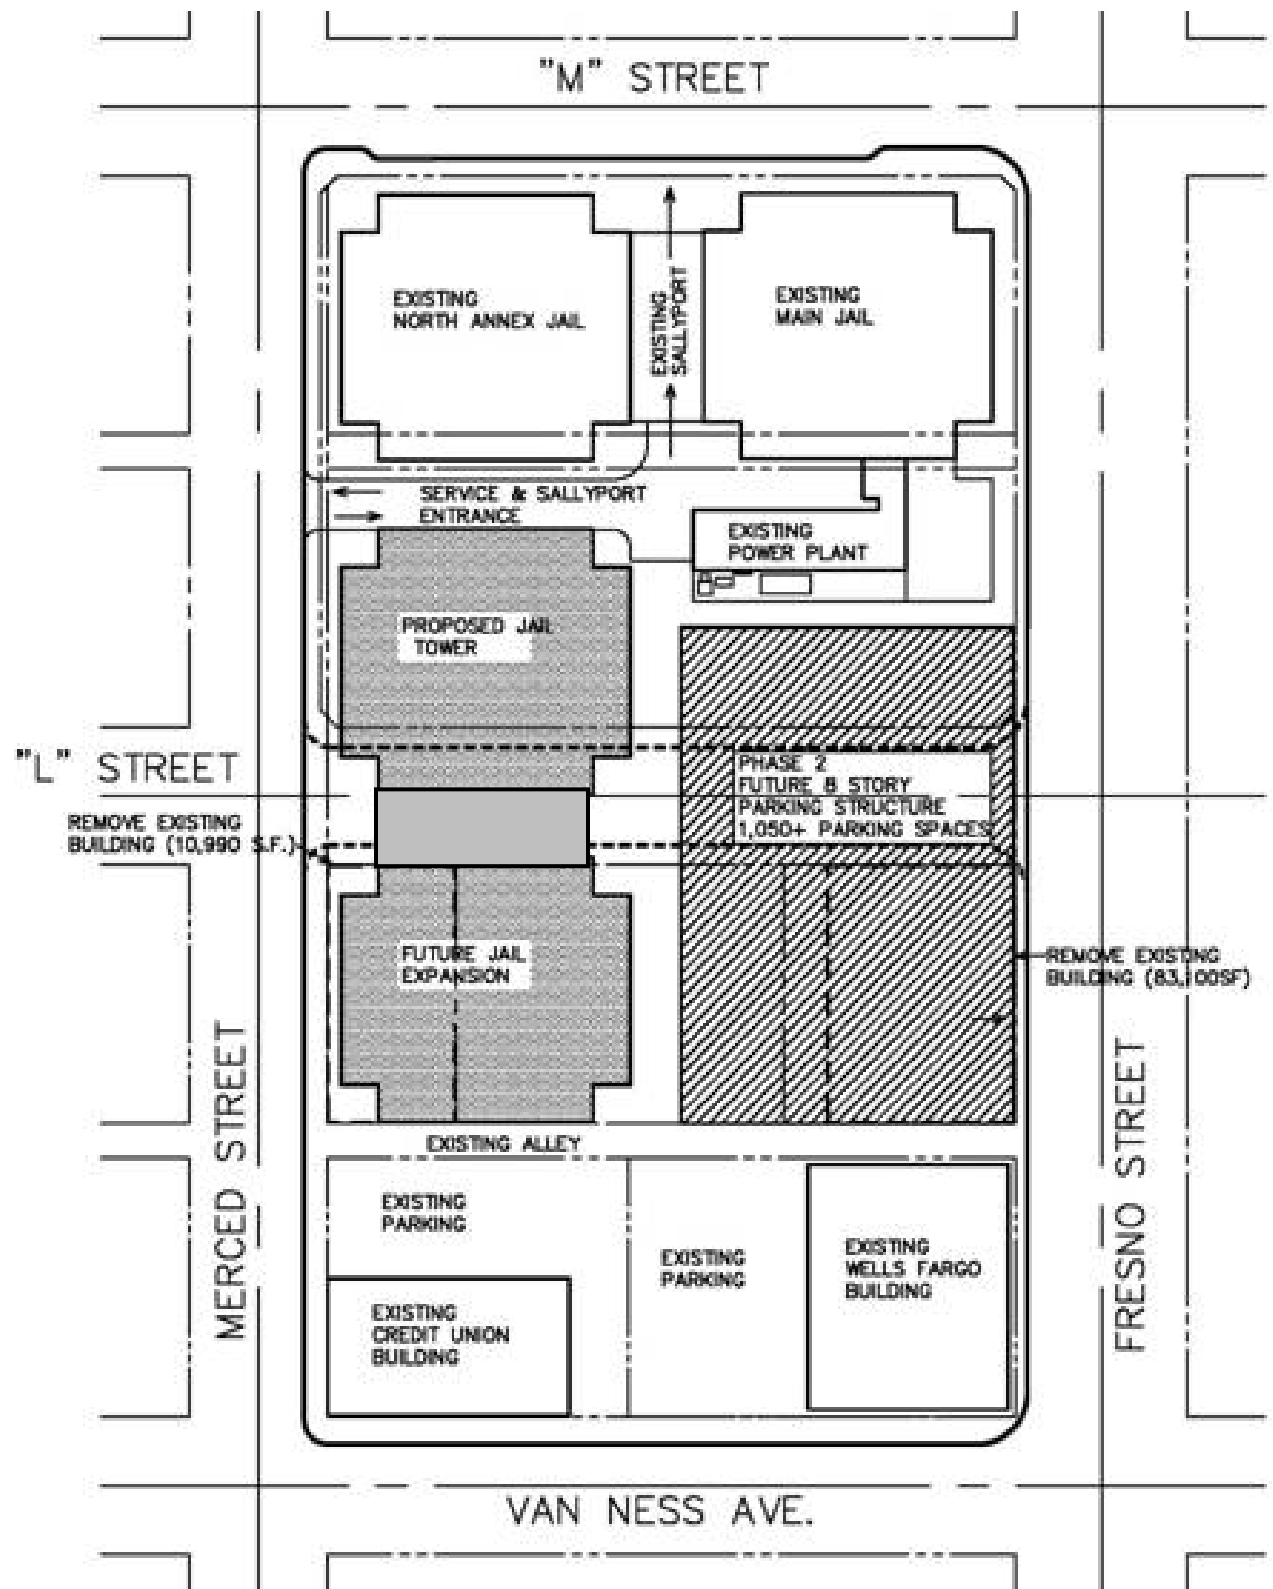 "M" STREET
EXISTING
NORTH ANNEX JAIL
EXISTING
SALLYPORT
EXISTING
MAIN JAIL
SERVICE & SALLYPORT
ENTRANCE
EXISTING
POWER PLANT
PROPOSED JAIL
TOWER
"L" STREET
PHASE 2
FUTURE 8 STORY
PARKING STRUCTURE
1,050+ PARKING SPACES
REMOVE EXISTING
BUILDING (10,990 S.F.)
FUTURE JAIL
EXPANSION
REMOVE EXISTING
BUILDING (83,100SF)
MERCED STREET
FRESNO STREET
EXISTING ALLEY
EXISTING
PARKING
EXISTING
PARKING
EXISTING
WELLS FARGO
BUILDING
EXISTING
CREDIT UNION
BUILDING
VAN NESS AVE.